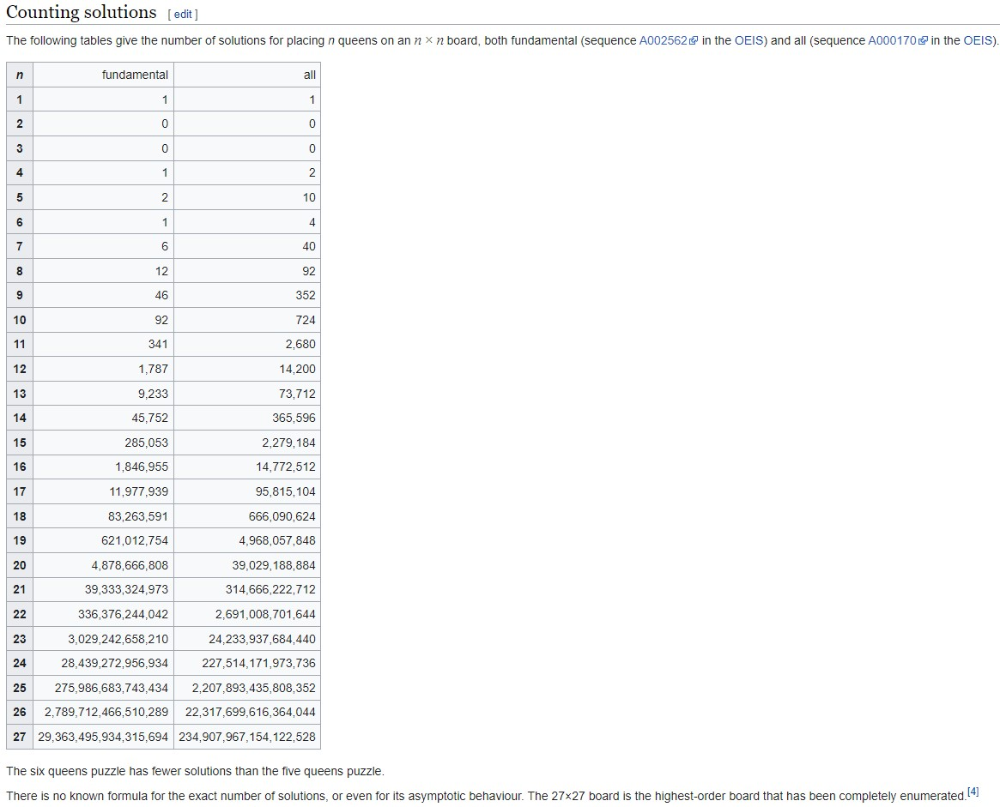 Counting solutions [ edit ]
The following tables give the number of solutions for placing n queens on an n × n board, both fundamental (sequence A002562 in the OEIS) and all (sequence A000170 in the OEIS).
n fundamental all
1 1 1
2 0 0
3 0 0
4 1 2
5 2 10
6 1 4
7 6 40
8 12 92
9 46 352
10 92 724
11 341 2,680
12 1,787 14,200
13 9,233 73,712
14 45,752 365,596
15 285,053 2,279,184
16 1,846,955 14,772,512
17 11,977,939 95,815,104
18 83,263,591 666,090,624
19 621,012,754 4,968,057,848
20 4,878,666,808 39,029,188,884
21 39,333,324,973 314,666,222,712
22 336,376,244,042 2,691,008,701,644
23 3,029,242,658,210 24,233,937,684,440
24 28,439,272,956,934 227,514,171,973,736
25 275,986,683,743,434 2,207,893,435,808,352
26 2,789,712,466,510,289 22,317,699,616,364,044
27 29,363,495,934,315,694 234,907,967,154,122,528
The six queens puzzle has fewer solutions than the five queens puzzle.
There is no known formula for the exact number of solutions, or even for its asymptotic behaviour. The 27×27 board is the highest-order board that has been completely enumerated.[4]